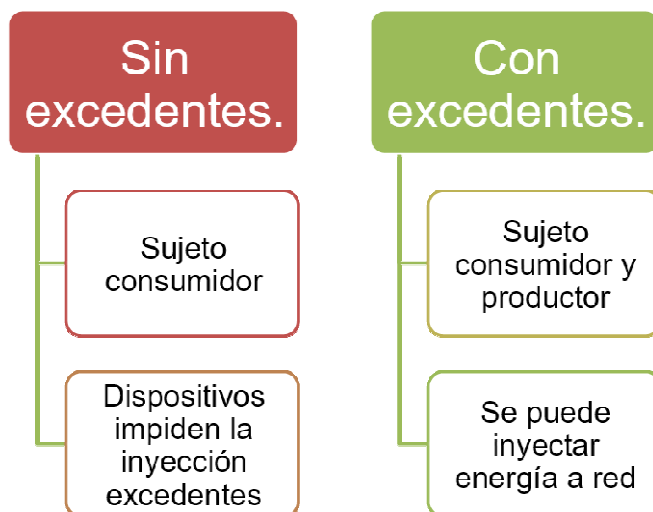 Sin
excedentes.
Sujeto
consumidor
Dispositivos
impiden la
inyección
excedentes
Con
excedentes.
Sujeto
consumidor y
productor
Se puede
inyectar
energía a red